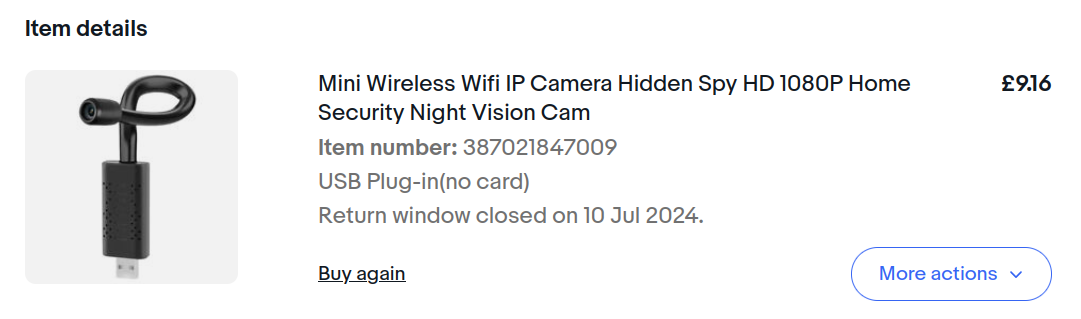 Item details
Mini Wireless Wifi IP Camera Hidden Spy HD 1080P Home
£9.16
Security Night Vision Cam
Item number: 387021847009
USB Plug-in(no card)
Return window closed on 10 Jul 2024.
Buy again
More actions